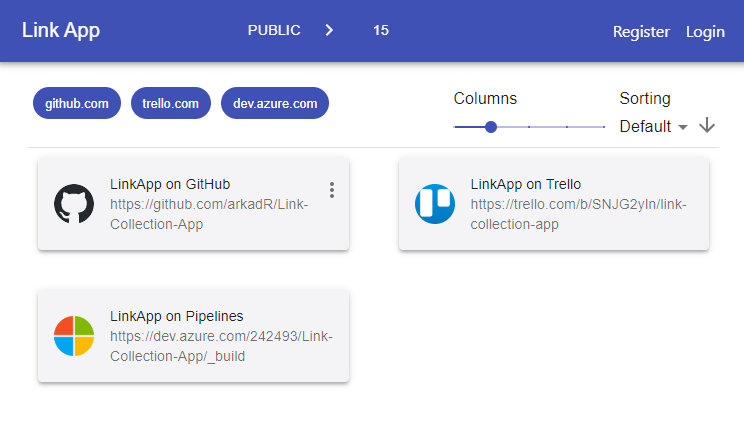 Link App
PUBLIC
15
Register
Login
github.com
trello.com
dev.azure.com
Columns
Sorting
Default
LinkApp on GitHub
https://github.com/arkadR/Link-
Collection-App
LinkApp on Trello
https://trello.com/b/SNJG2yIn/link-
collection-app
LinkApp on Pipelines
https://dev.azure.com/242493/Link-
Collection-App/_build